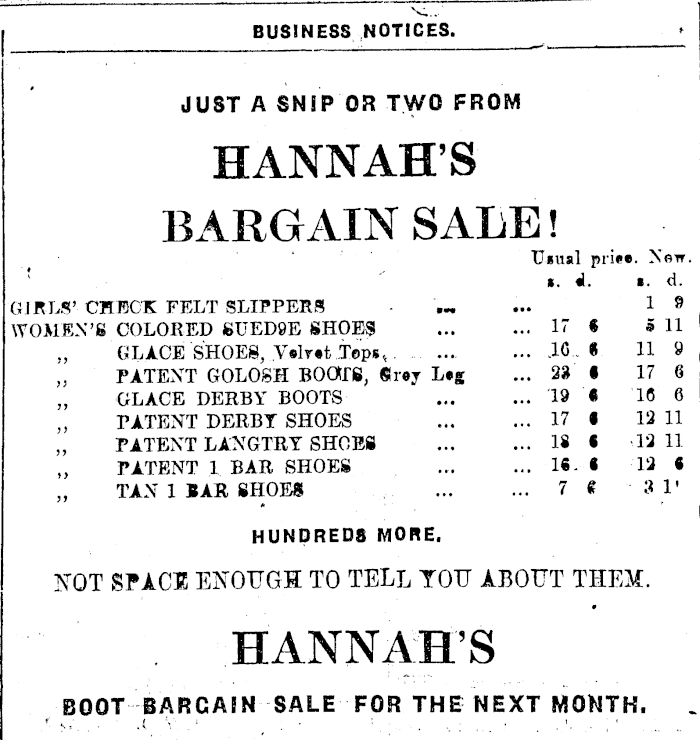 BUSINESS NOTICES.
JUST A SNIP OR TWO FROM
HANNAH'S
BARGAIN SALE!
Usual price. Now.
s. d. s. d.
GIRLS' CHECK FELT SLIPPERS ... ... 1 9
WOMEN'S COLORED SUED9E SHOES ... ... 17 6 5 11
,, GLACE SHOES, Velvet Tops, ... ... 16 6 11 9
,, PATENT GOLOSH BOOTS, Grey Leg ... 23 6 17 6
,, GLACE DERBY BOOTS ... ... 19 6 16 6
,, PATENT DERBY SHOES ... ... 17 6 12 11
,, PATENT LANGTRY SHOES ... ... 18 6 12 11
,, PATENT 1 BAR SHOES ... ... 16 6 12 6
,, TAN 1 BAR SHOES ... ... 7 6 3
HUNDREDS MORE.
NOT SPACE ENOUGH TO TELL YOU ABOUT THEM.
HANNAH'S
BOOT BARGAIN SALE FOR THE NEXT MONTH.